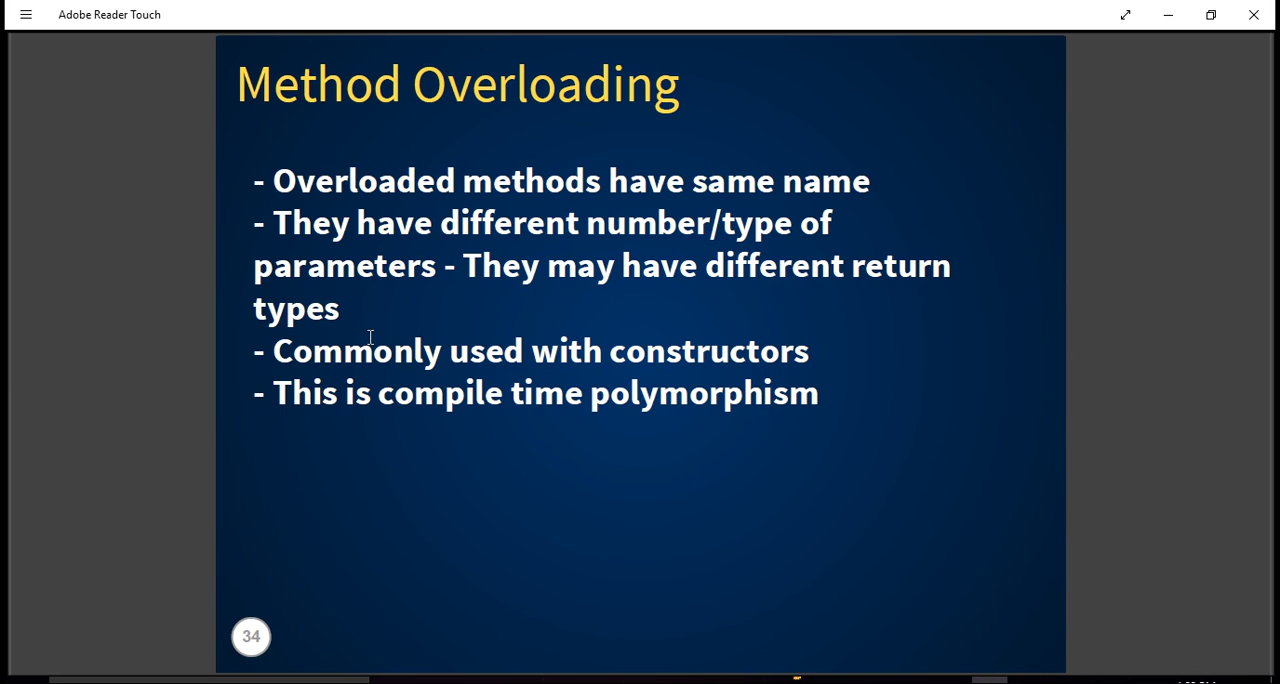 Adobe Reader Touch
Method Overloading
- Overloaded methods have same name
- They have different number/type of
parameters - They may have different return
types
- Commonly used with constructors
- This is compile time polymorphism
34